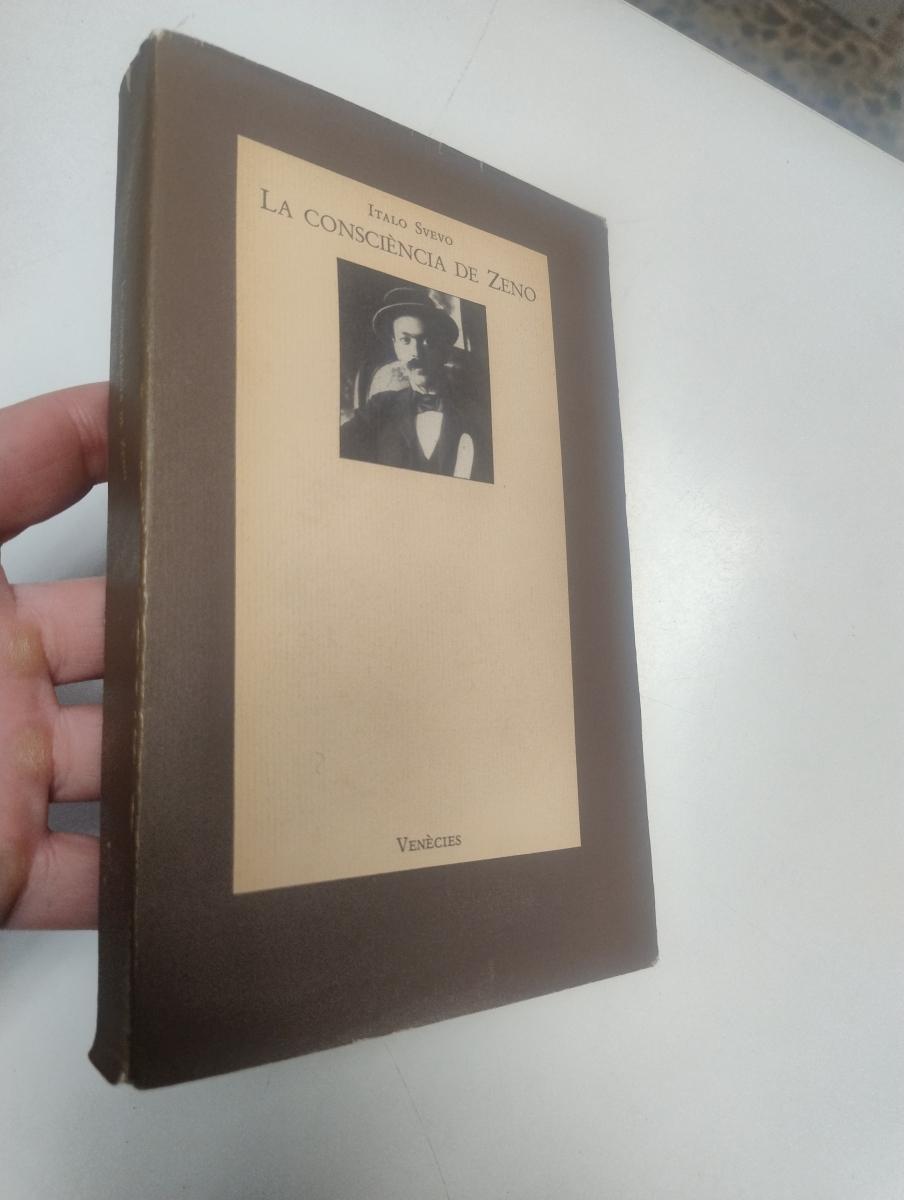 Italo Svevo
La consciència de Zeno
Venècies